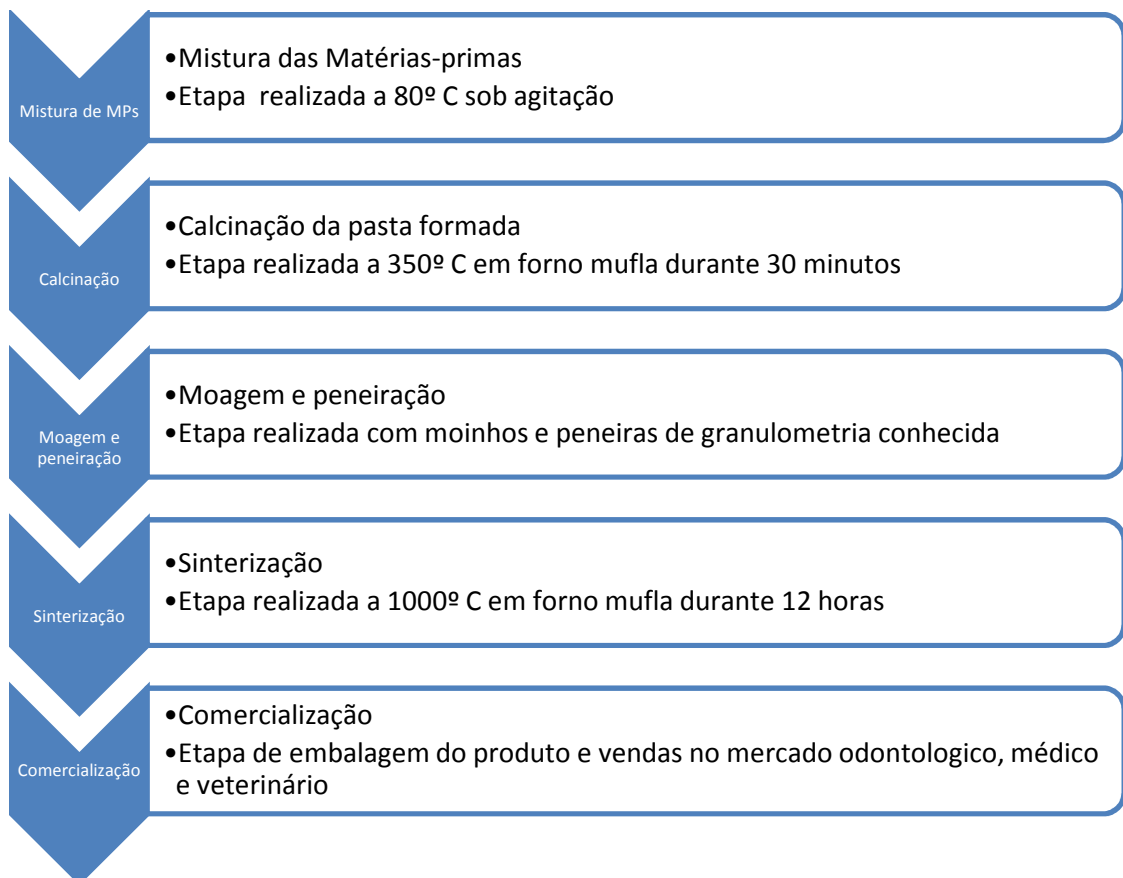 Mistura de MPs
•Mistura das Matérias-primas
•Etapa  realizada a 80º C sob agitação
Calcinação
•Calcinação da pasta formada
•Etapa realizada a 350º C em forno mufla durante 30 minutos
Moagem e
peneiração
•Moagem e peneiração
•Etapa realizada com moinhos e peneiras de granulometria conhecida
Sinterização
•Sinterização
•Etapa realizada a 1000º C em forno mufla durante 12 horas
Comercialização
•Comercialização
•Etapa de embalagem do produto e vendas no mercado odontologico, médico
e veterinário